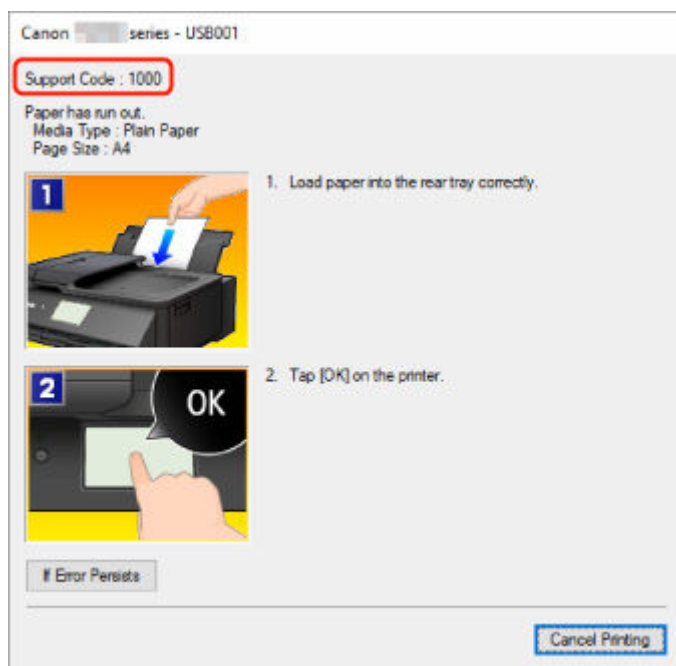 Canon series - USB001
Support Code : 1000
Paper has run out.
Media Type : Plain Paper
Page Size : A4
1
1. Load paper into the rear tray correctly.
2
OK
2. Tap [OK] on the printer.
If Error Persists
Cancel Printing